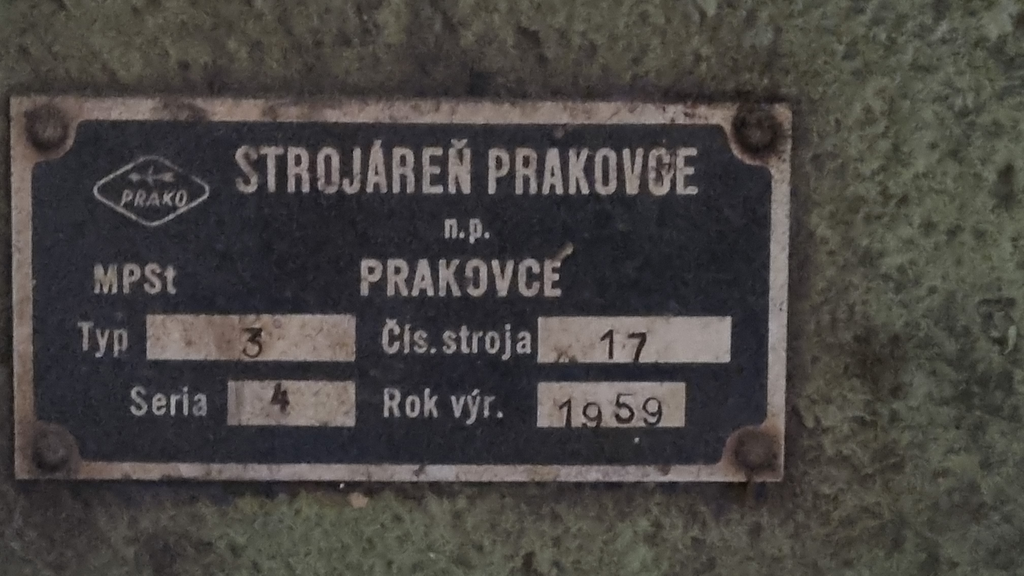 PRAKO
STROJÁREŇ PRAKOVCE
n.p.
MPSt PRAKOVCE
Typ 3 Čís. stroja 17
Seria 4 Rok výr. 1959